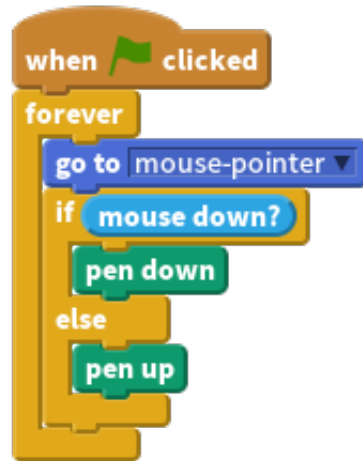 when clicked
forever
go to mouse-pointer
if mouse down?
pen down
else
pen up